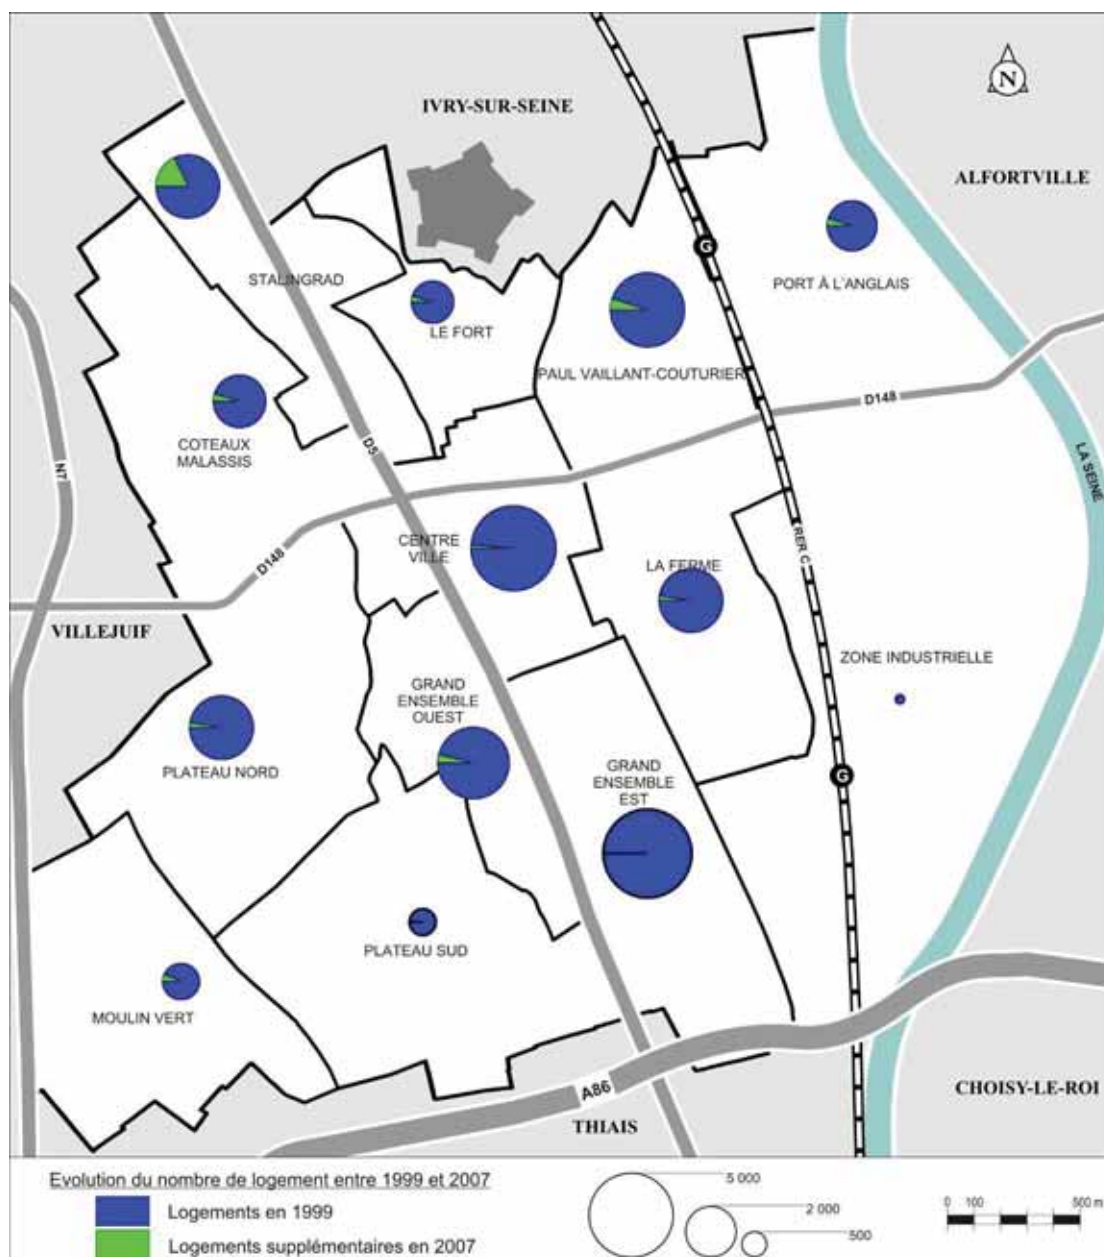 IVRY-SUR-SEINE
N
ALFORTVILLE
G
STALINGRAD
PORT À L'ANGLAIS
LE FORT
PAUL VAILLANT-COUTURIER
D148
COTEAUX
MALASSIS
D5
N7
LA SEINE
CENTRE
VILLE
RER C
D148
LA FERME
VILLEJUIF
ZONE INDUSTRIELLE
GRAND
ENSEMBLE
OUEST
PLATEAU NORD
GRAND
ENSEMBLE
EST
G
PLATEAU SUD
MOULIN VERT
A86
CHOISY-LE-ROI
THIAIS
Evolution du nombre de logement entre 1999 et 2007
Logements en 1999
Logements supplémentaires en 2007
5 000
2 000
500
0 100 500 m